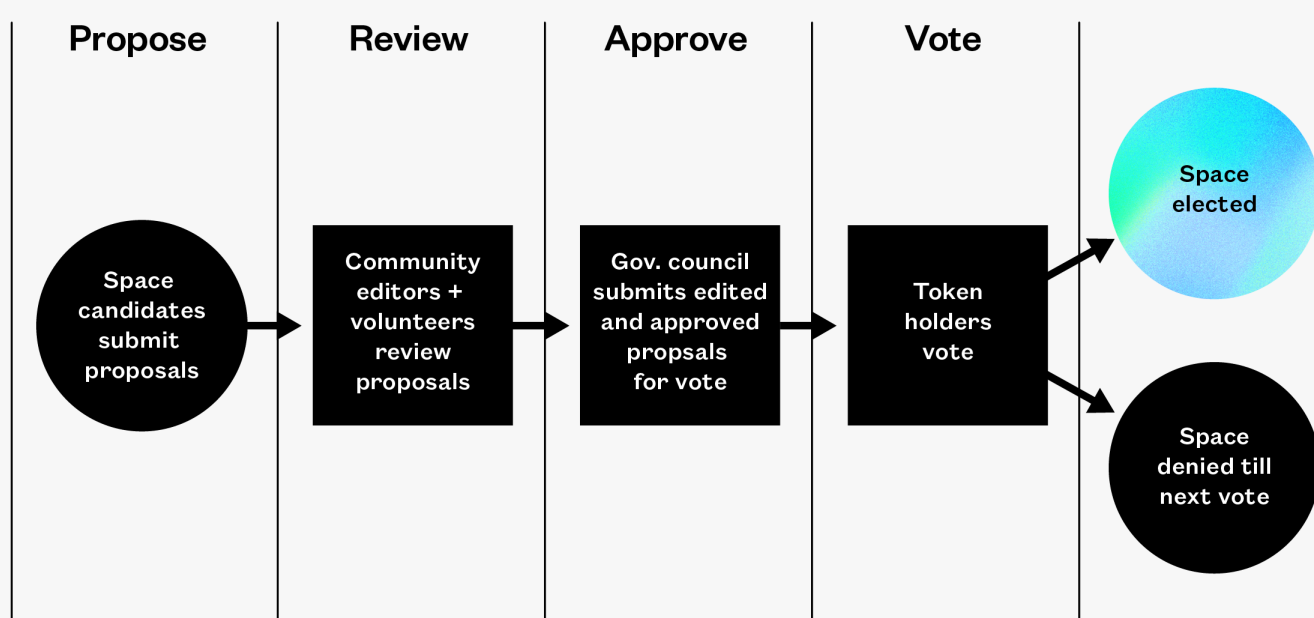 Propose
Review
Approve
Vote
Space
candidates
submit
proposals
Community
editors +
volunteers
review
proposals
Gov. council
submits edited
and approved
propsals
for vote
Token
holders
vote
Space
elected
Space
denied till
next vote